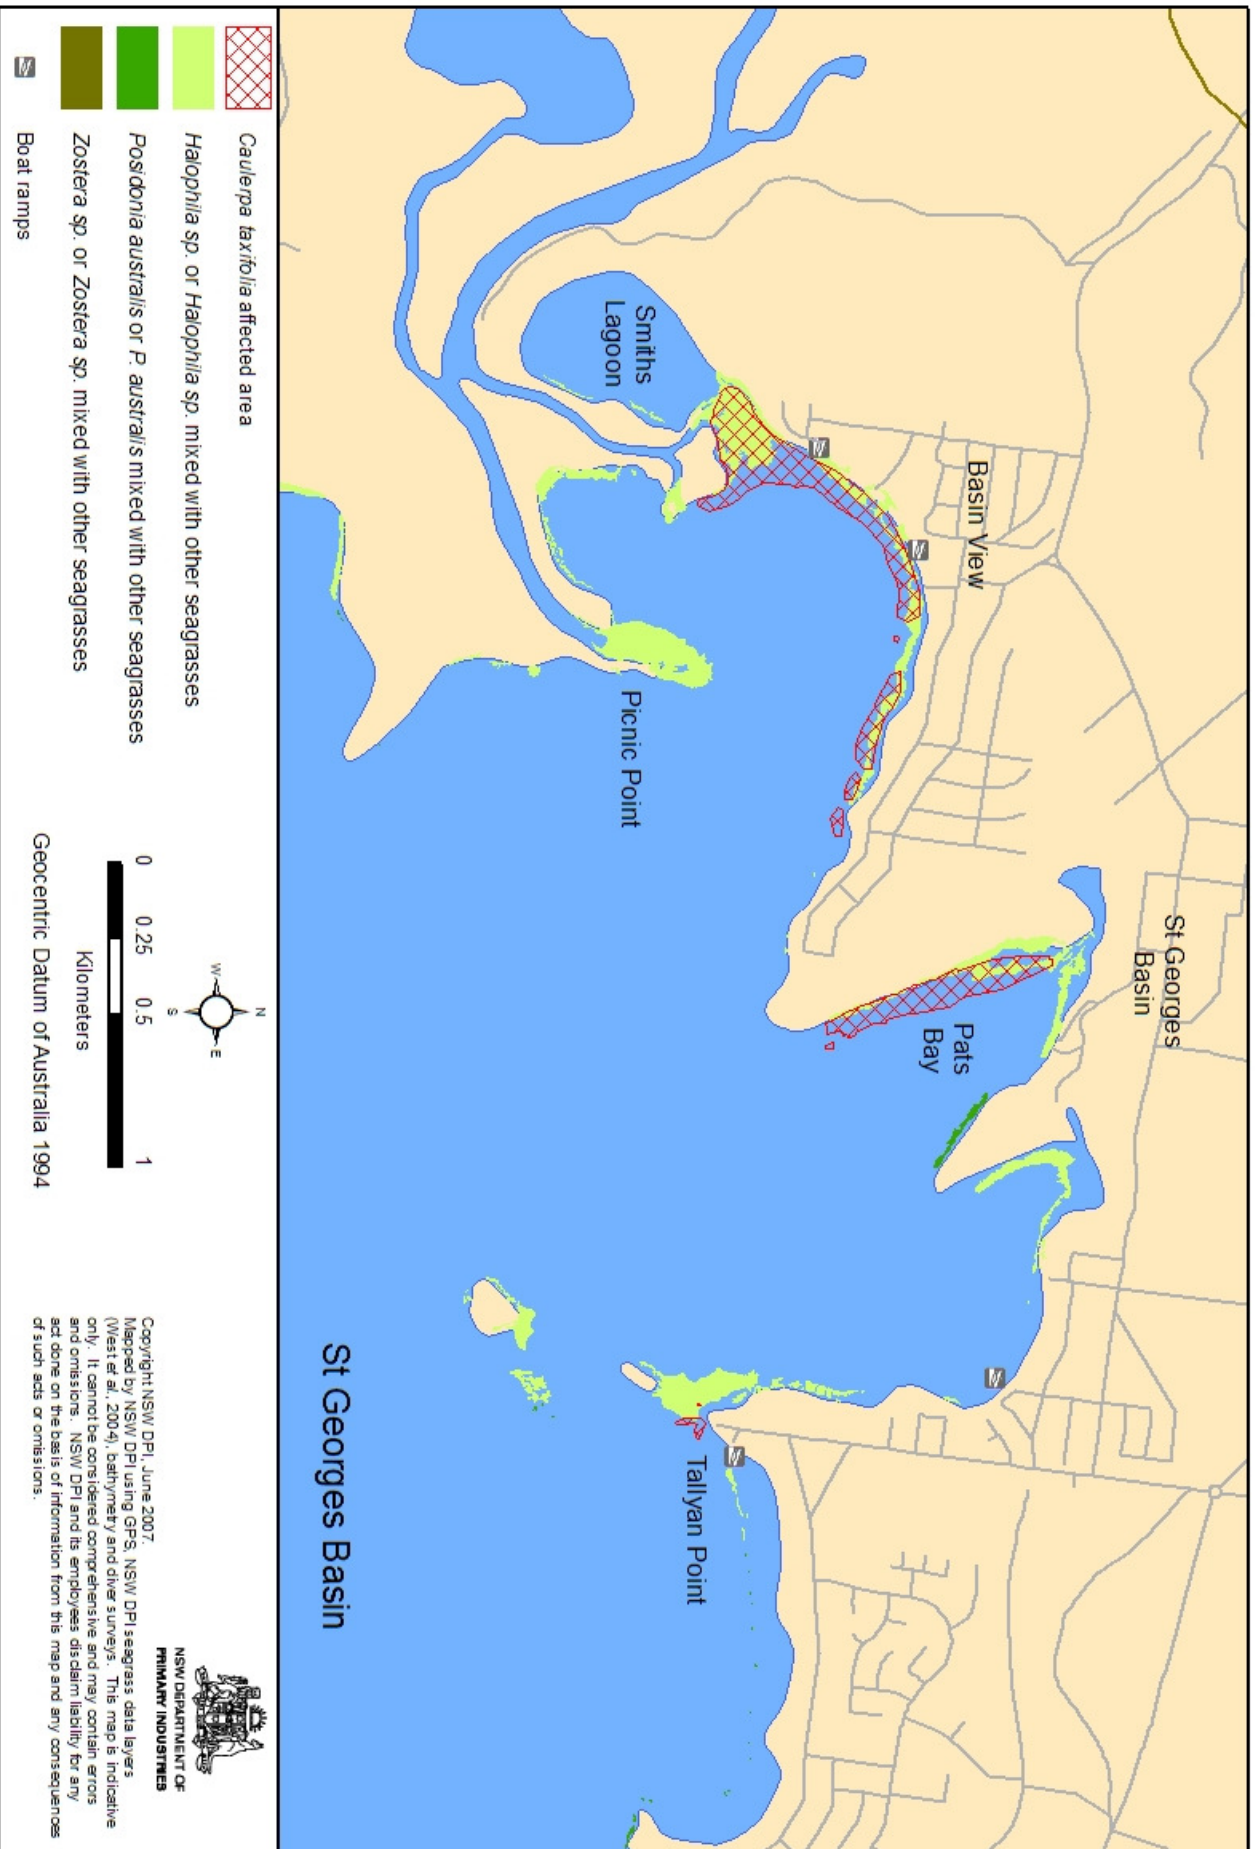 St Georges
Basin
Basin View
Pats
Bay
Smiths
Lagoon
Picnic Point
Tallyan Point
St Georges Basin
Caulerpa taxifolia affected area
Halophila sp. or Halophila sp. mixed with other seagrasses
Posidonia australis or P. australis mixed with other seagrasses
Zostera sp. or Zostera sp. mixed with other seagrasses
Boat ramps
N
W
E
S
0 0.25 0.5 1
Kilometers
Geocentric Datum of Australia 1994
NSW DEPARTMENT OF
PRIMARY INDUSTRIES
Copyright NSW DPI, June 2007.
Mapped by NSW DPI using GPS, NSW DPI seagrass data layers
(West et al., 2004), bathymetry and diver surveys. This map is indicative
only. It cannot be considered comprehensive and may contain errors
and omissions. NSW DPI and its employees disclaim liability for any
act done on the basis of information from this map and any consequences
of such acts or omissions.